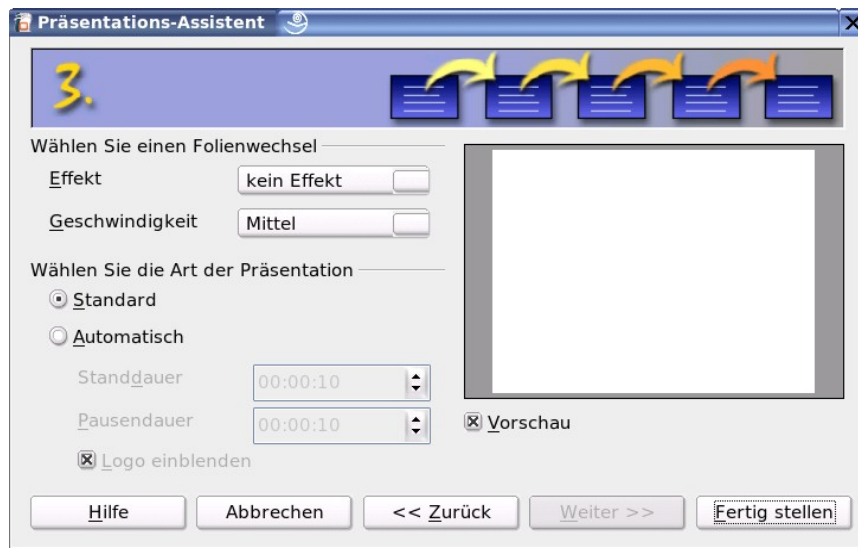 Präsentations-Assistent
3.
Wählen Sie einen Folienwechsel
Effekt kein Effekt
Geschwindigkeit Mittel
Wählen Sie die Art der Präsentation
Standard
Automatisch
Standdauer 00:00:10
Pausendauer 00:00:10
Logo einblenden
Vorschau
Hilfe Abbrechen << Zurück Weiter >> Fertig stellen